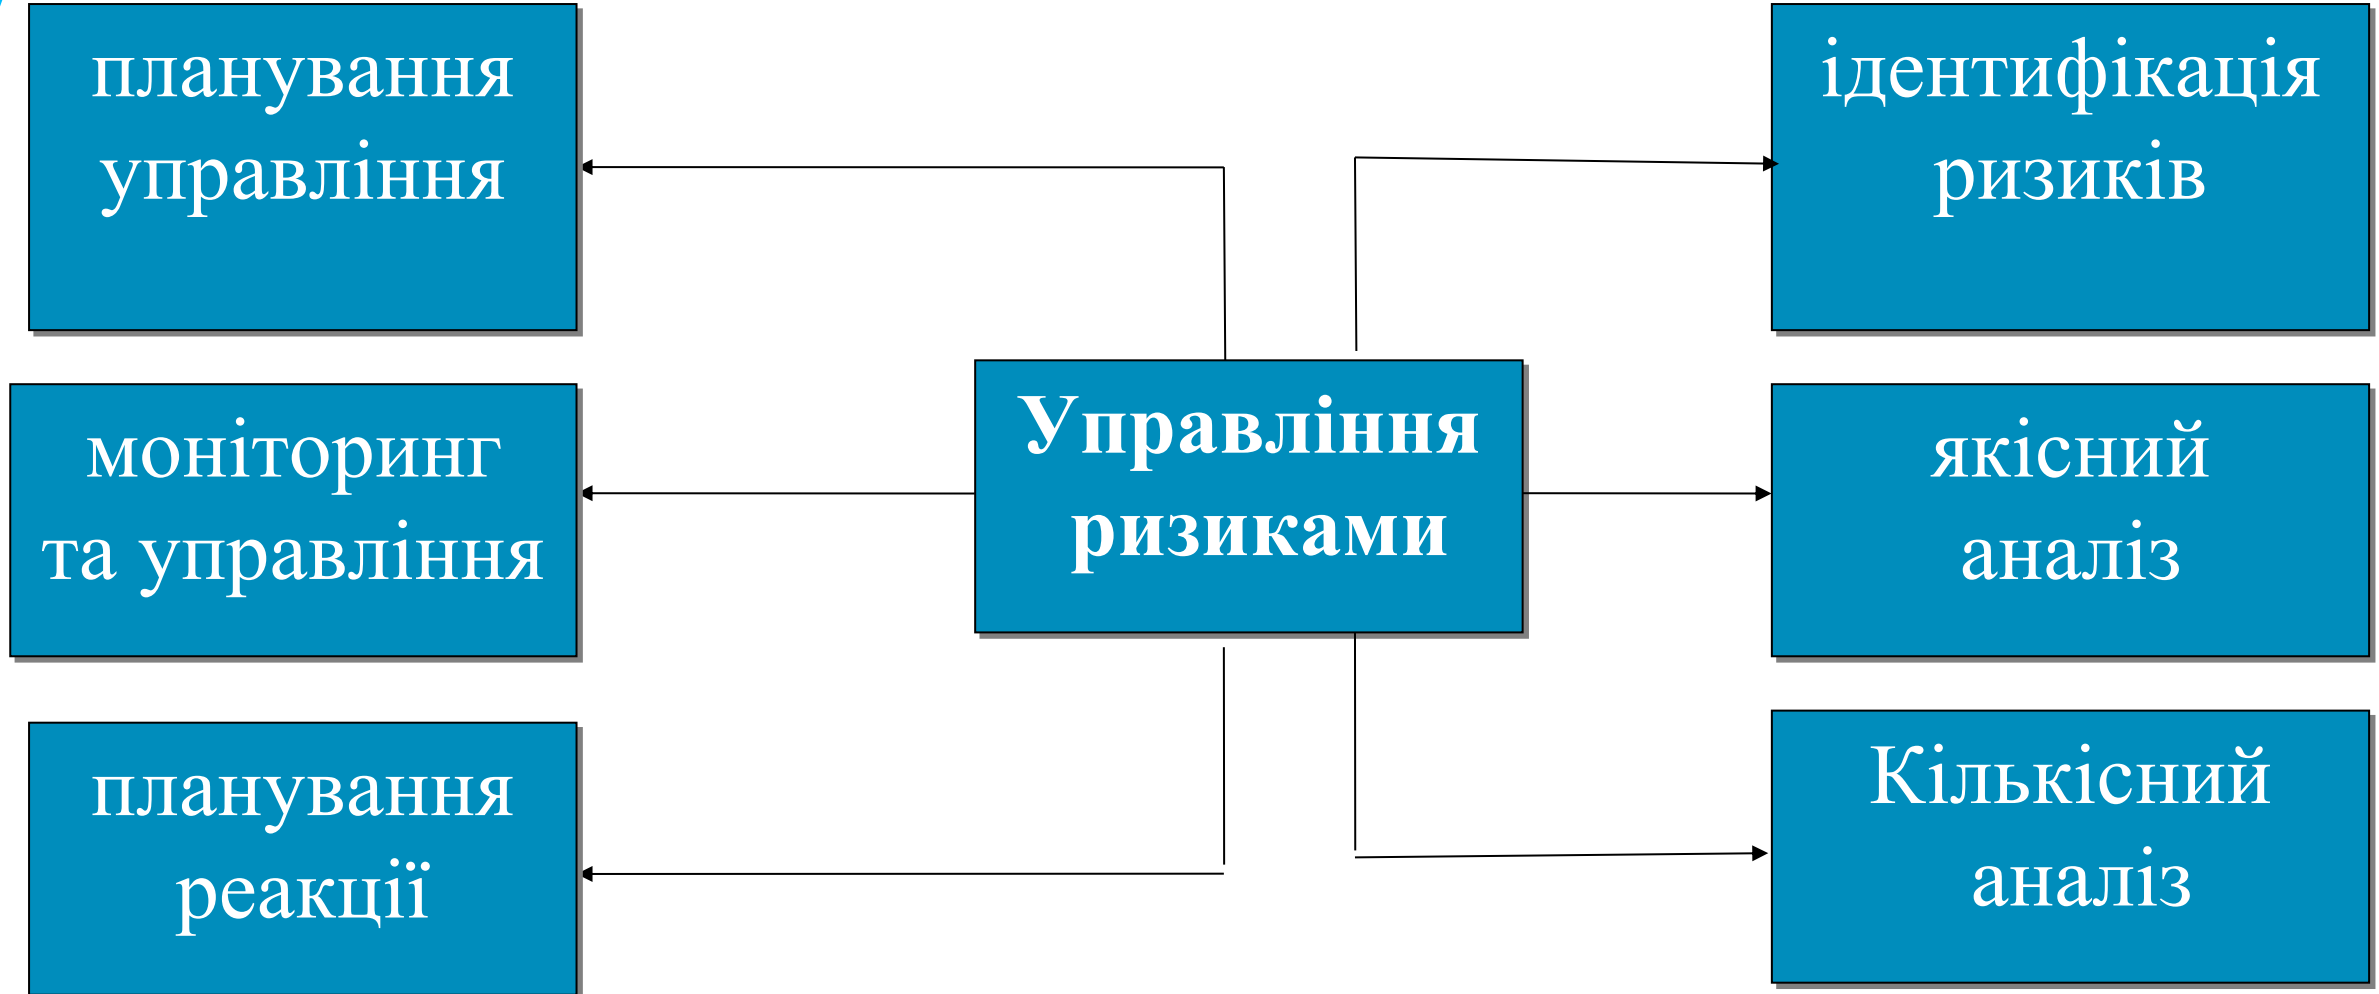 планування
управління
ідентифікація
ризиків
Управління
ризиками
моніторинг
та управління
якісний
аналіз
планування
реакції
Кількісний
аналіз